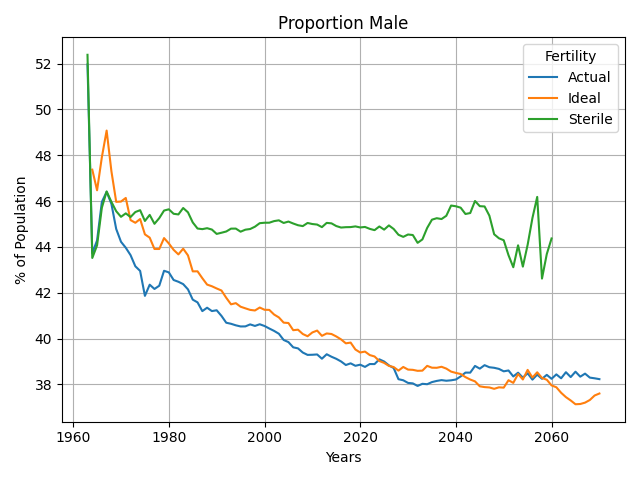 Proportion Male
Fertility
Actual
Ideal
Sterile
% of Population
52
50
48
46
44
42
40
38
1960
1980
2000
2020
2040
2060
Years